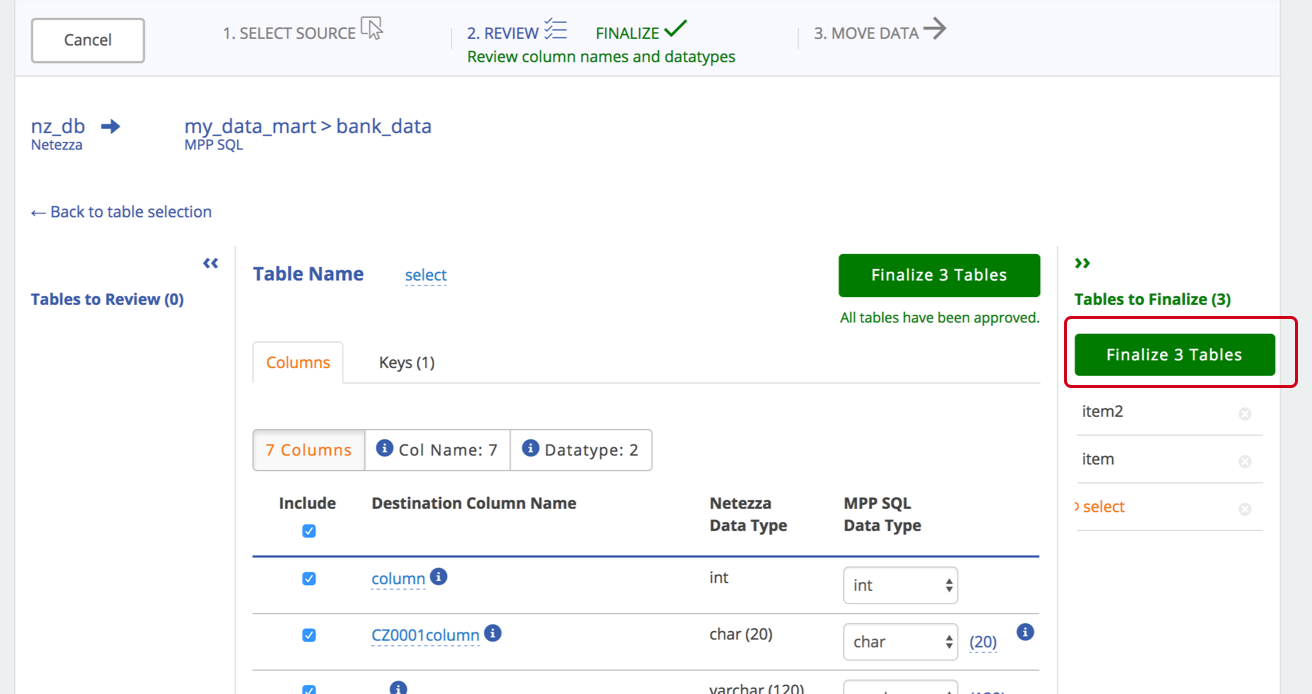 Cancel
1. SELECT SOURCE
2. REVIEW
FINALIZE
3. MOVE DATA
Review column names and datatypes
nz_db
my_data_mart > bank_data
Netezza
MPP SQL
← Back to table selection
Tables to Review (0)
Table Name
select
Finalize 3 Tables
All tables have been approved.
Columns
Keys (1)
7 Columns
Col Name: 7
Datatype: 2
Include
Destination Column Name
Netezza
Data Type
MPP SQL
Data Type
column
int
int
CZ0001column
char (20)
char
(20)
varchar (120)
Tables to Finalize (3)
Finalize 3 Tables
item2
item
select